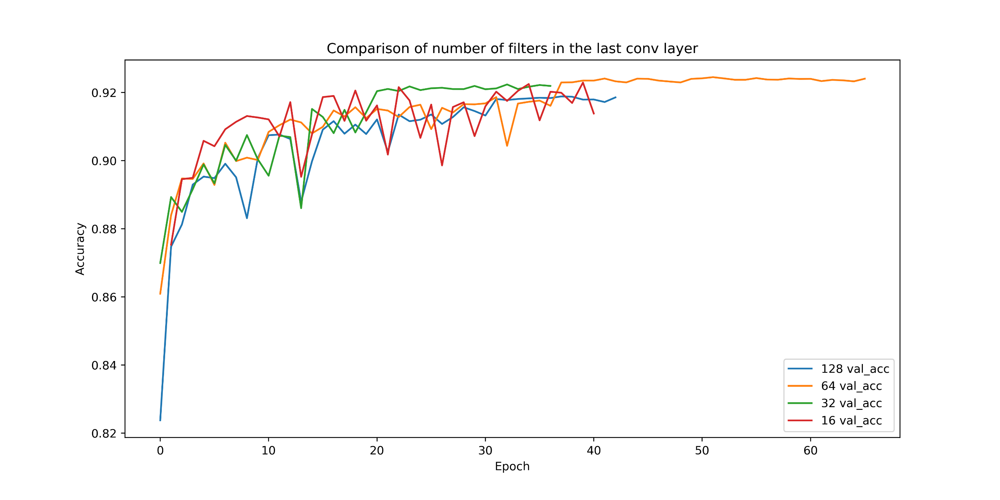 Comparison of number of filters in the last conv layer
Accuracy
0.92
0.90
0.88
0.86
0.84
0.82
0
10
20
30
40
50
60
Epoch
128 val_acc
64 val_acc
32 val_acc
16 val_acc